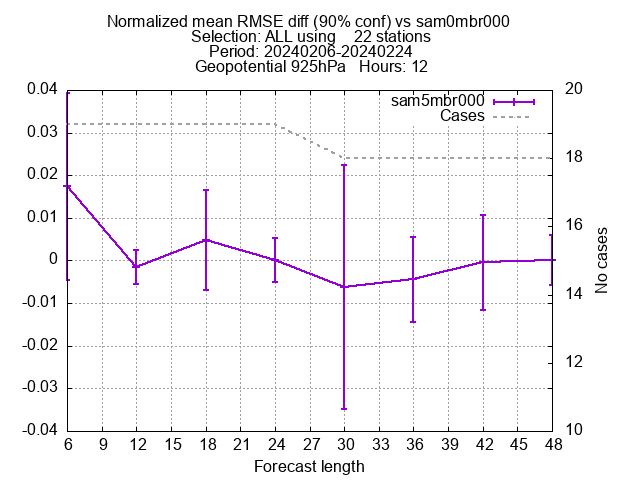 Normalized mean RMSE diff (90% conf) vs sam0mbr000
Selection: ALL using    22 stations
Period: 20240206-20240224
Geopotential 925hPa   Hours: 12
sam5mbr000
Cases
0.04
0.03
0.02
0.01
0
-0.01
-0.02
-0.03
-0.04
20
18
16
14
12
10
No cases
6 9 12 15 18 21 24 27 30 33 36 39 42 45 48
Forecast length